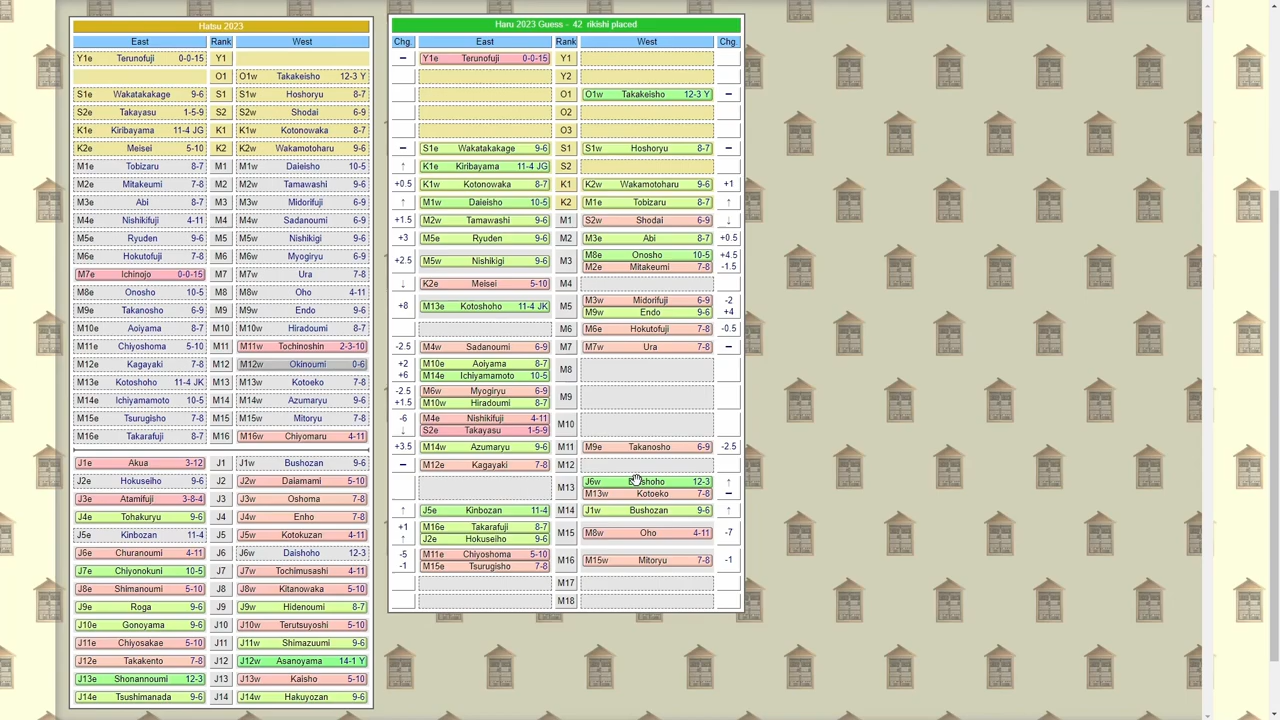 Hatsu 2023
East Rank West
Y1e Terunofuji 0-0-15 Y1
O1 O1w Takakeisho 12-3 Y
S1e Wakatakakage 9-6 S1 S1w Hoshoryu 8-7
S2e Takayasu 1-5-9 S2 S2w Shodai 6-9
K1e Kiribayama 11-4 JG K1 K1w Kotonowaka 8-7
K2e Meisei 5-10 K2 K2w Wakamotoharu 9-6
M1e Tobizaru 8-7 M1 M1w Daieisho 10-5
M2e Mitakeumi 7-8 M2 M2w Tamawashi 9-6
M3e Abi 8-7 M3 M3w Midorifuji 6-9
M4e Nishikifuji 4-11 M4 M4w Sadanoumi 6-9
M5e Ryuden 9-6 M5 M5w Nishikigi 9-6
M6e Hokutofuji 7-8 M6 M6w Myogiryu 6-9
M7e Ichinojo 0-0-15 M7 M7w Ura 7-8
M8e Onosho 10-5 M8 M8w Oho 4-11
M9e Takanosho 6-9 M9 M9w Endo 9-6
M10e Aoiyama 8-7 M10 M10w Hiradoumi 8-7
M11e Chiyoshoma 5-10 M11 M11w Tochinoshin 2-3-10
M12e Kagayaki 7-8 M12 M12w Okinoumi 0-6
M13e Kotoshoho 11-4 JK M13 M13w Kotoeko 7-8
M14e Ichiyamamoto 10-5 M14 M14w Azumaryu 9-6
M15e Tsurugisho 7-8 M15 M15w Mitoryu 7-8
M16e Takarafuji 8-7 M16 M16w Chiyomaru 4-11
J1e Akua 3-12 J1 J1w Bushozan 9-6
J2e Hokuseiho 9-6 J2 J2w Daiamami 5-10
J3e Atamifuji 3-8-4 J3 J3w Oshoma 7-8
J4e Tohakuryu 9-6 J4 J4w Enho 7-8
J5e Kinbozan 11-4 J5 J5w Kotokuzan 4-11
J6e Churanoumi 4-11 J6 J6w Daishoho 12-3
J7e Chiyonokuni 10-5 J7 J7w Tochimusashi 4-11
J8e Shimanoumi 5-10 J8 J8w Kitanowaka 5-10
J9e Roga 9-6 J9 J9w Hidenoumi 8-7
J10e Gonoyama 9-6 J10 J10w Terutsuyoshi 5-10
J11e Chiyosakae 5-10 J11 J11w Shimazuumi 9-6
J12e Takakento 7-8 J12 J12w Asanoyama 14-1 Y
J13e Shonannoumi 12-3 J13 J13w Kaisho 5-10
J14e Tsushimanada 9-6 J14 J14w Hakuyozan 9-6
Haru 2023 Guess - 42 rikishi placed
Chg. East Rank West Chg.
– Y1e Terunofuji 0-0-15 Y1
Y2
O1 O1w Takakeisho 12-3 Y –
O2
O3
– S1e Wakatakakage 9-6 S1 S1w Hoshoryu 8-7 –
↑ K1e Kiribayama 11-4 JG S2
+0.5 K1w Kotonowaka 8-7 K1 K2w Wakamotoharu 9-6 +1
↑ M1w Daieisho 10-5 K2 M1e Tobizaru 8-7 ↑
+1.5 M2w Tamawashi 9-6 M1 S2w Shodai 6-9 ↓
+3 M5e Ryuden 9-6 M2 M3e Abi 8-7 +0.5
+2.5 M5w Nishikigi 9-6 M3 M8e Onosho 10-5 +4.5
M2e Mitakeumi 7-8 -1.5
↓ K2e Meisei 5-10 M4
+8 M13e Kotoshoho 11-4 JK M5 M3w Midorifuji 6-9 -2
M9w Endo 9-6 +4
M6 M6e Hokutofuji 7-8 -0.5
-2.5 M4w Sadanoumi 6-9 M7 M7w Ura 7-8 –
+2 M10e Aoiyama 8-7 M8
+6 M14e Ichiyamamoto 10-5
-2.5 M6w Myogiryu 6-9 M9
+1.5 M10w Hiradoumi 8-7
-6 M4e Nishikifuji 4-11 M10
↓ S2e Takayasu 1-5-9
+3.5 M14w Azumaryu 9-6 M11 M9e Takanosho 6-9 -2.5
– M12e Kagayaki 7-8 M12
M13 J6w 12-3 ↑
M13w Kotoeko 7-8 –
↑ J5e Kinbozan 11-4 M14 J1w Bushozan 9-6 ↑
+1 M16e Takarafuji 8-7 M15 M8w Oho 4-11 -7
↑ J2e Hokuseiho 9-6
-5 M11e Chiyoshoma 5-10 M16 M15w Mitoryu 7-8 -1
-1 M15e Tsurugisho 7-8
M17
M18